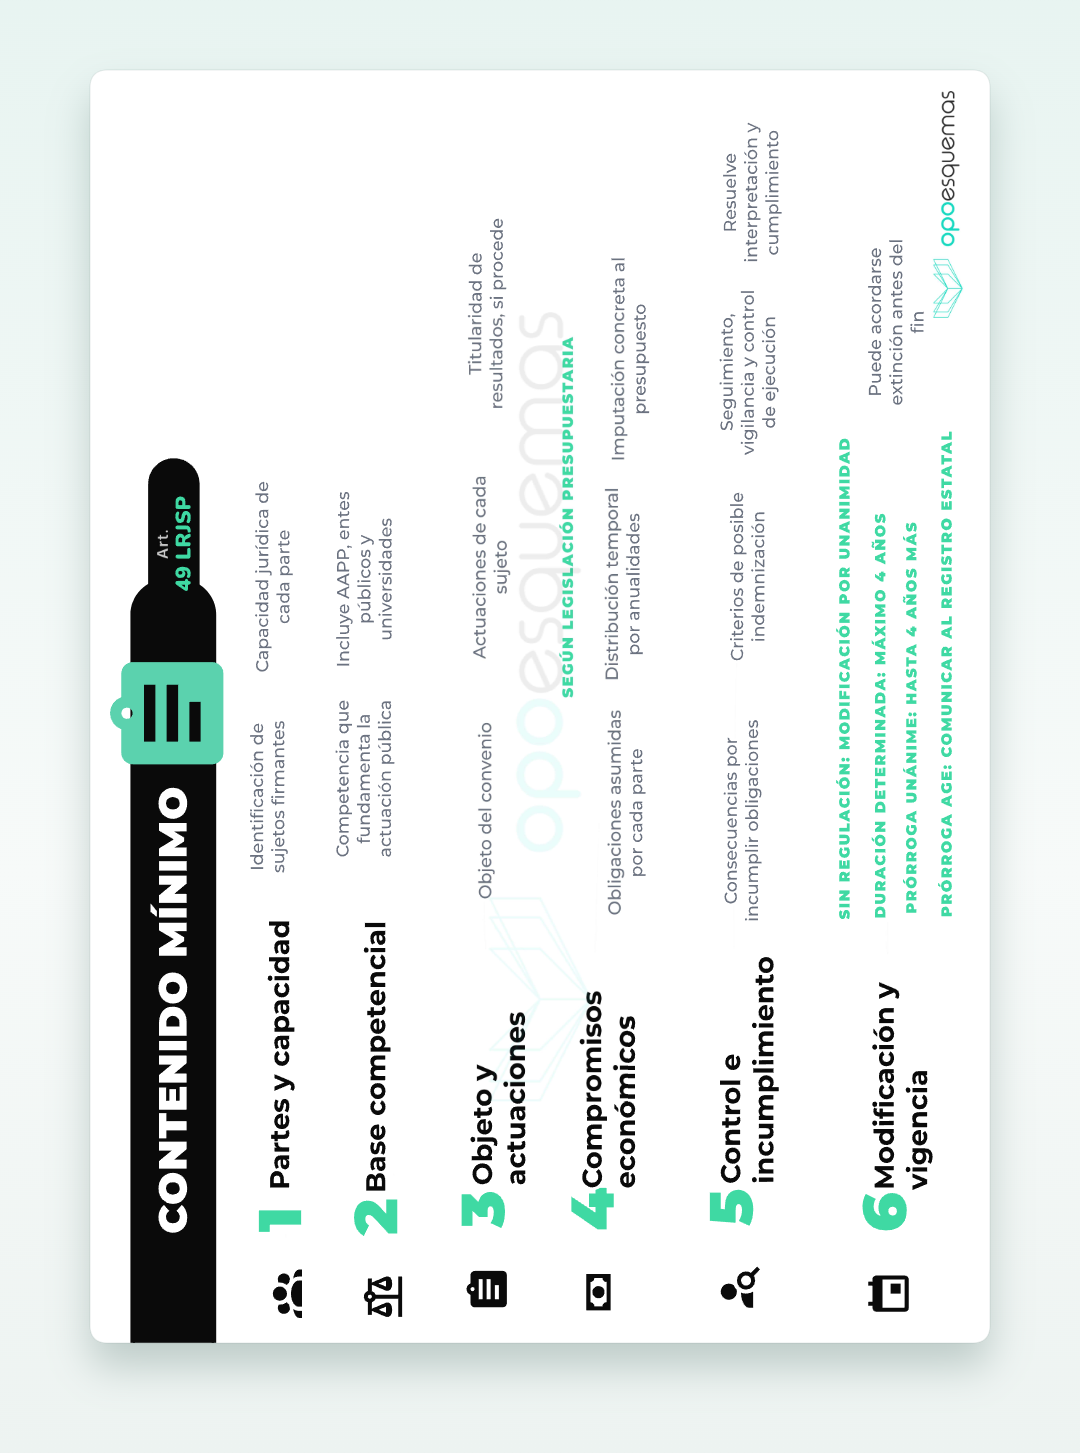 CONTENIDO MÍNIMO
Art.
49 LRJSP
1
Partes y capacidad
Identificación de
sujetos firmantes
Capacidad jurídica de
cada parte
2
Base competencial
Competencia que
fundamenta la
actuación pública
Incluye AAPP, entes
públicos y
universidades
3
Objeto y
actuaciones
Objeto del convenio
Actuaciones de cada
sujeto
Titularidad de
resultados, si procede
opoesquemas
SEGÚN LEGISLACIÓN PRESUPUESTARIA
4
Compromisos
económicos
Obligaciones asumidas
por cada parte
Distribución temporal
por anualidades
Imputación concreta al
presupuesto
5
Control e
incumplimiento
Consecuencias por
incumplir obligaciones
Criterios de posible
indemnización
Seguimiento,
vigilancia y control
de ejecución
Resuelve
interpretación y
cumplimiento
6
Modificación y
vigencia
SIN REGULACIÓN: MODIFICACIÓN POR UNANIMIDAD
DURACIÓN DETERMINADA: MÁXIMO 4 AÑOS
PRÓRROGA UNÁNIME: HASTA 4 AÑOS MÁS
PRÓRROGA AGE: COMUNICAR AL REGISTRO ESTATAL
Puede acordarse
extinción antes del
fin
opoesquemas